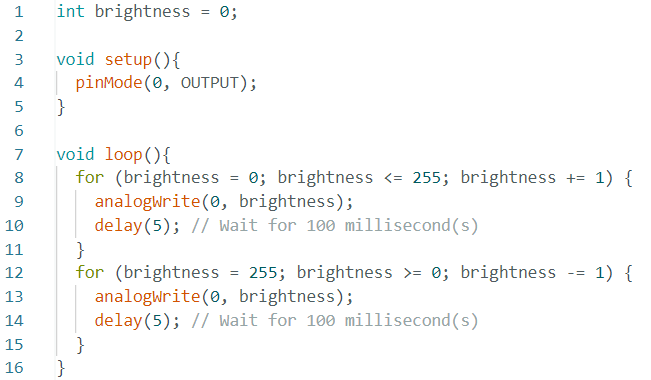 1 int brightness = 0;
2
3 void setup(){
4 pinMode(0, OUTPUT);
5 }
6
7 void loop(){
8 for (brightness = 0; brightness <= 255; brightness += 1) {
9 analogWrite(0, brightness);
10 delay(5); // Wait for 100 millisecond(s)
11 }
12 for (brightness = 255; brightness >= 0; brightness -= 1) {
13 analogWrite(0, brightness);
14 delay(5); // Wait for 100 millisecond(s)
15 }
16 }